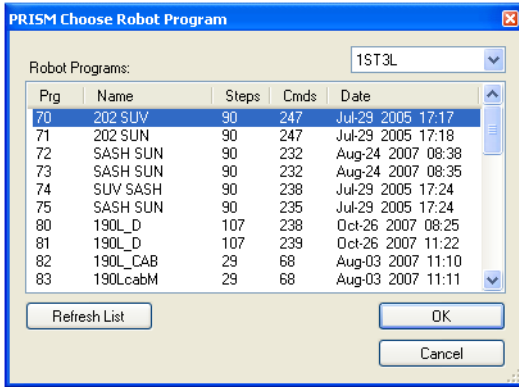 PRISM Choose Robot Program
Robot Programs: 1ST3L
Prg Name Steps Cmds Date
70 202 SUV 90 247 Jul-29 2005 17:17
71 202 SUN 90 247 Jul-29 2005 17:18
72 SASH SUN 90 232 Aug-24 2007 08:38
73 SASH SUN 90 232 Aug-24 2007 08:35
74 SUV SASH 90 238 Jul-29 2005 17:24
75 SASH SUN 90 235 Jul-29 2005 17:24
80 190L_D 107 238 Oct-26 2007 08:25
81 190L_D 107 239 Oct-26 2007 11:22
82 190L_CAB 29 68 Aug-03 2007 11:10
83 190LcabM 29 68 Aug-03 2007 11:11
Refresh List OK
Cancel